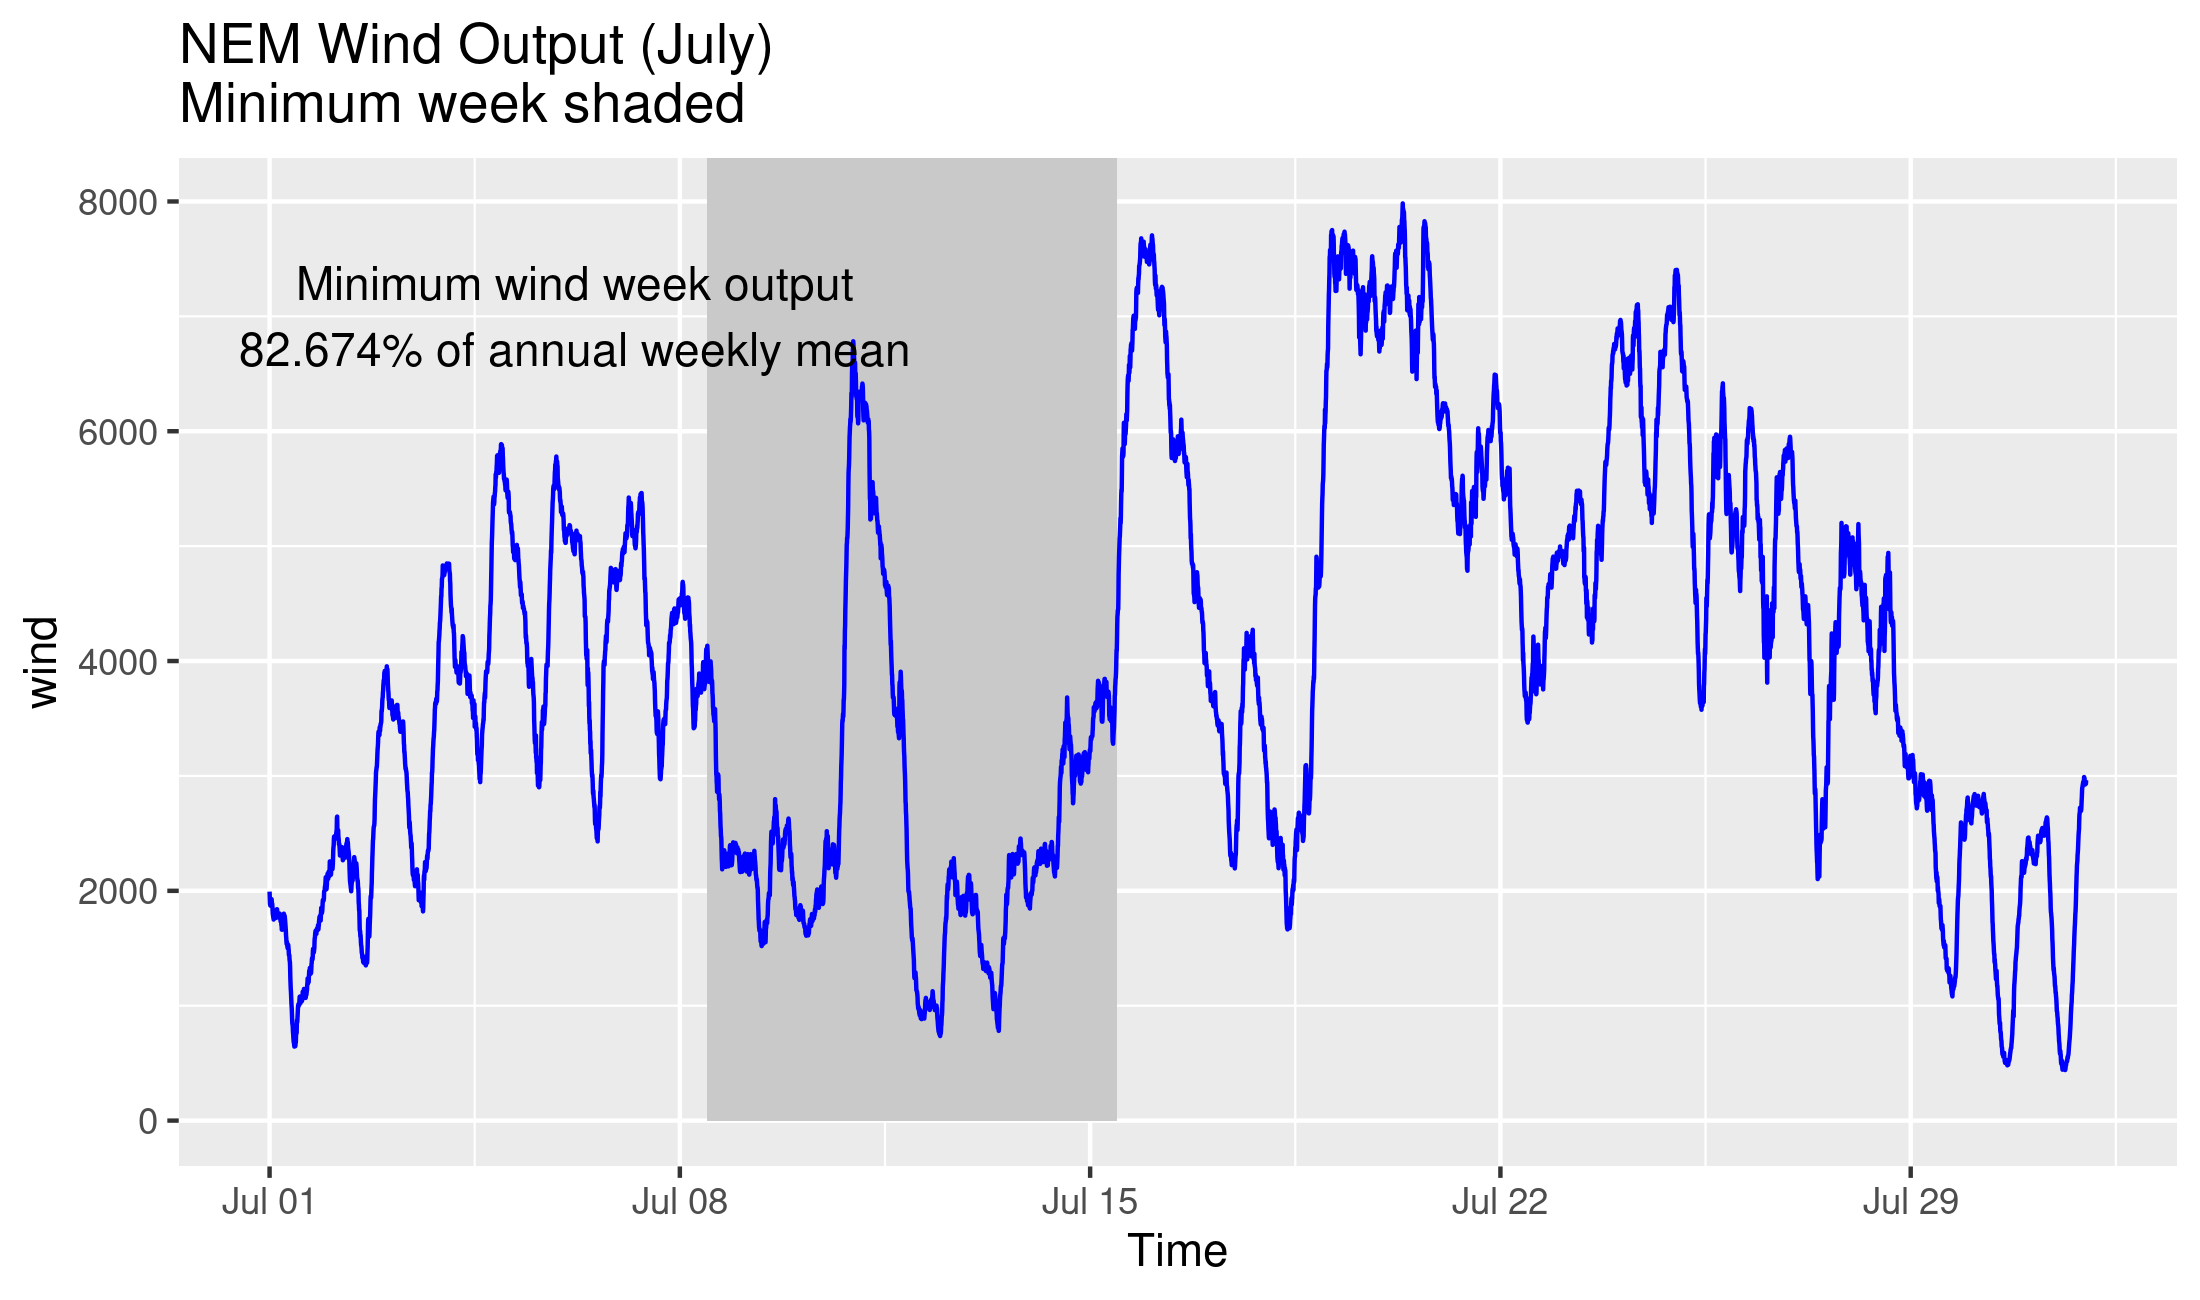 NEM Wind Output (July)
Minimum week shaded
8000
6000
4000
2000
0
wind
Minimum wind week output
82.674% of annual weekly mean
Jul 01
Jul 08
Jul 15
Jul 22
Jul 29
Time